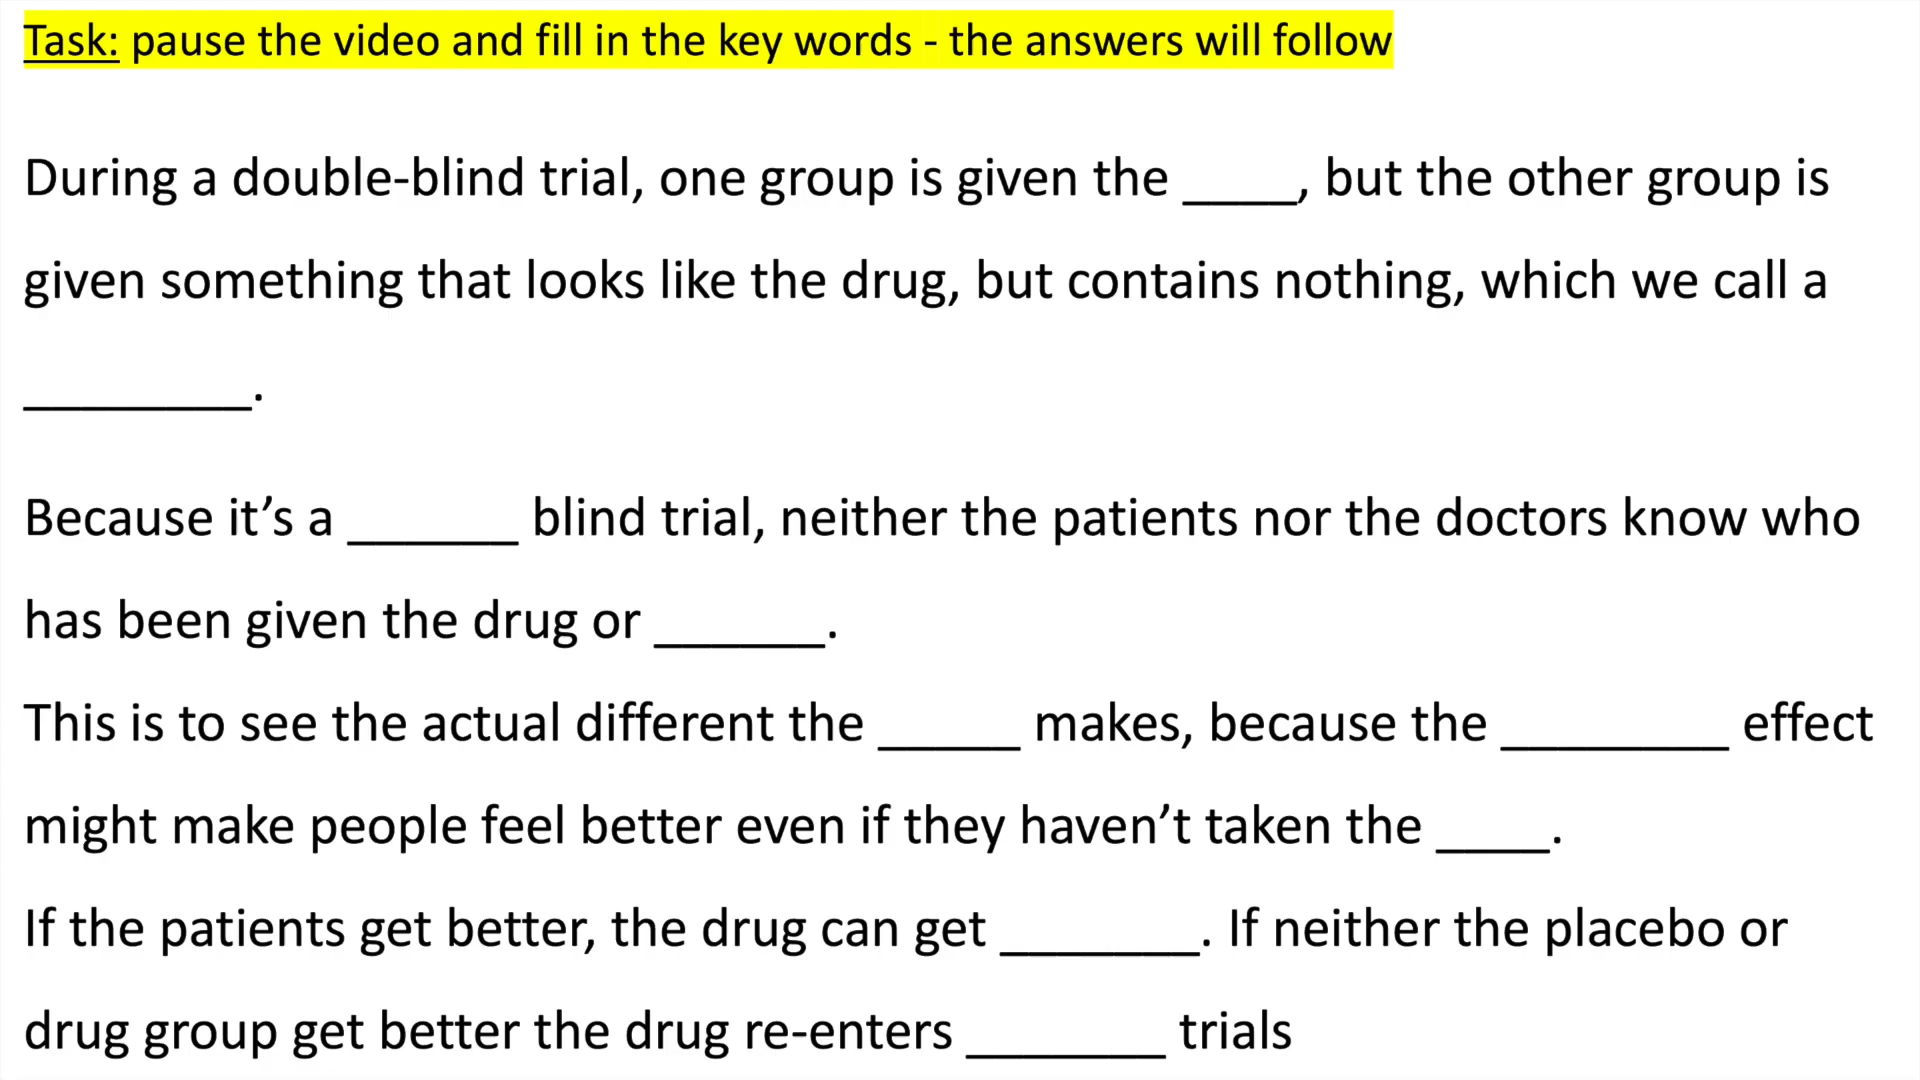 Task: pause the video and fill in the key words - the answers will follow
During a double-blind trial, one group is given the ____, but the other group is
given something that looks like the drug, but contains nothing, which we call a
________.
Because it’s a ______ blind trial, neither the patients nor the doctors know who
has been given the drug or ______.
This is to see the actual different the _____ makes, because the ________ effect
might make people feel better even if they haven’t taken the ____.
If the patients get better, the drug can get _______. If neither the placebo or
drug group get better the drug re-enters _______ trials